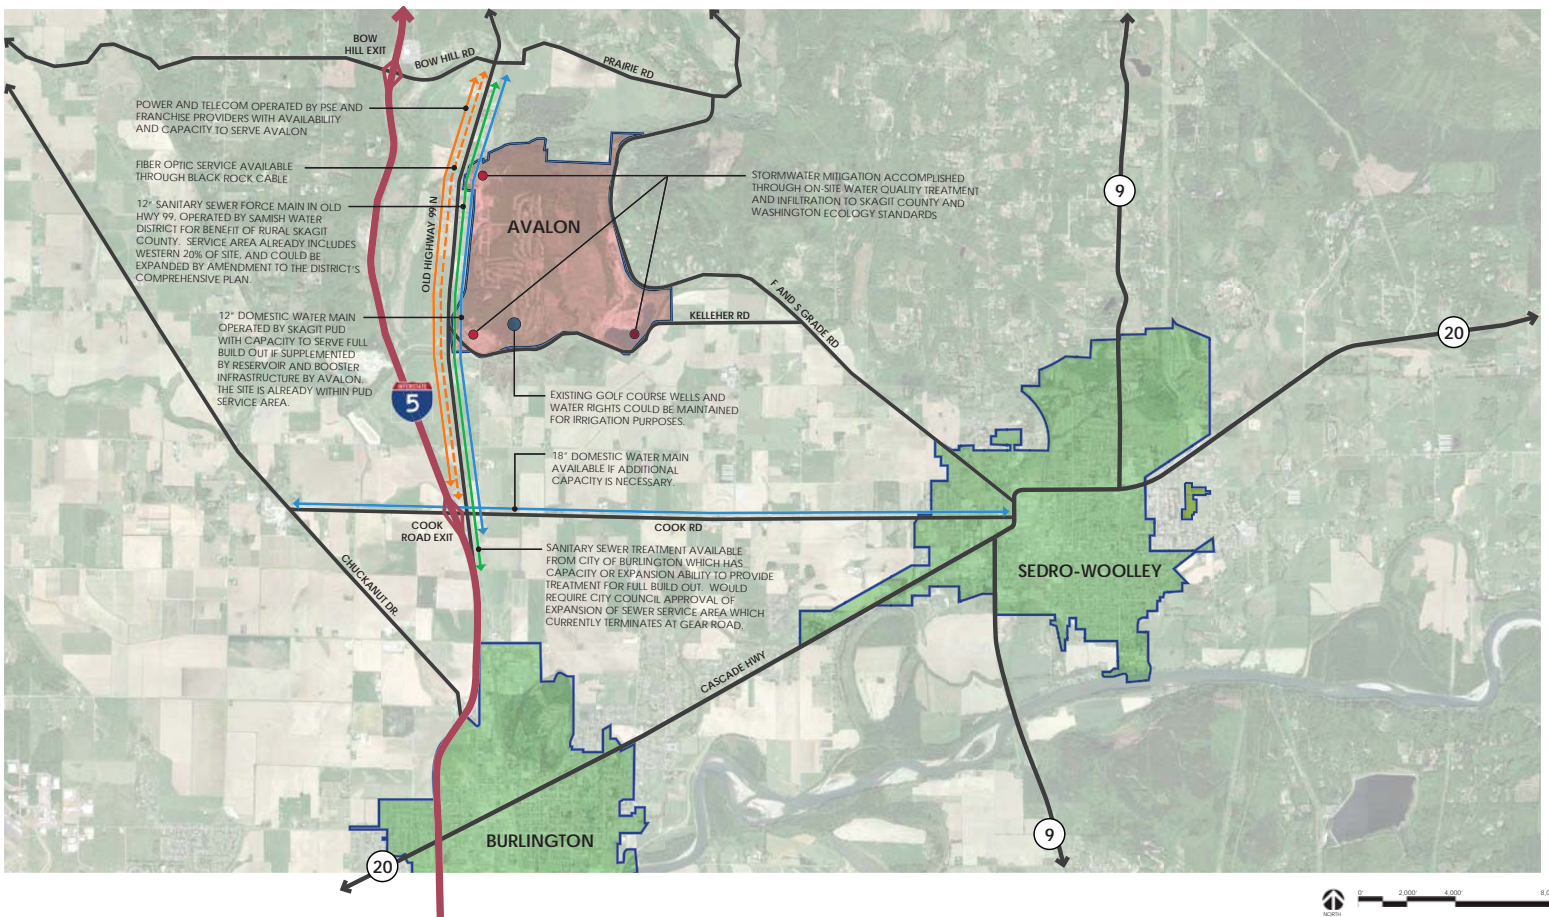 BOW
HILL EXIT
BOW HILL RD
PRAIRIE RD
POWER AND TELECOM OPERATED BY PSE AND
FRANCHISE PROVIDERS WITH AVAILABILITY
AND CAPACITY TO SERVE AVALON
FIBER OPTIC SERVICE AVAILABLE
THROUGH BLACK ROCK CABLE
12" SANITARY SEWER FORCE MAIN IN OLD
HWY 99, OPERATED BY SAMISH WATER
DISTRICT FOR BENEFIT OF RURAL SKAGIT
COUNTY. SERVICE AREA ALREADY INCLUDES
WESTERN 20% OF SITE, AND COULD BE
EXPANDED BY AMENDMENT TO THE DISTRICT'S
COMPREHENSIVE PLAN.
OLD HIGHWAY 99 N
AVALON
STORMWATER MITIGATION ACCOMPLISHED
THROUGH ON-SITE WATER QUALITY TREATMENT
AND INFILTRATION TO SKAGIT COUNTY AND
WASHINGTON ECOLOGY STANDARDS
9
12" DOMESTIC WATER MAIN
OPERATED BY SKAGIT PUD
WITH CAPACITY TO SERVE FULL
BUILD OUT IF SUPPLEMENTED
BY RESERVOIR AND BOOSTER
INFRASTRUCTURE BY AVALON.
THE SITE IS ALREADY WITHIN PUD
SERVICE AREA.
KELLEHER RD
F AND S GRADE RD
20
INTERSTATE
5
EXISTING GOLF COURSE WELLS AND
WATER RIGHTS COULD BE MAINTAINED
FOR IRRIGATION PURPOSES.
18" DOMESTIC WATER MAIN
AVAILABLE IF ADDITIONAL
CAPACITY IS NECESSARY.
COOK
ROAD EXIT
COOK RD
CHUCKANUT DR.
SANITARY SEWER TREATMENT AVAILABLE
FROM CITY OF BURLINGTON WHICH HAS
CAPACITY OR EXPANSION ABILITY TO PROVIDE
TREATMENT FOR FULL BUILD OUT. WOULD
REQUIRE CITY COUNCIL APPROVAL OF
EXPANSION OF SEWER SERVICE AREA WHICH
CURRENTLY TERMINATES AT GEAR ROAD.
SEDRO-WOOLLEY
CASCADE HWY
BURLINGTON
9
20
NORTH
0' 2,000' 4,000' 8,0